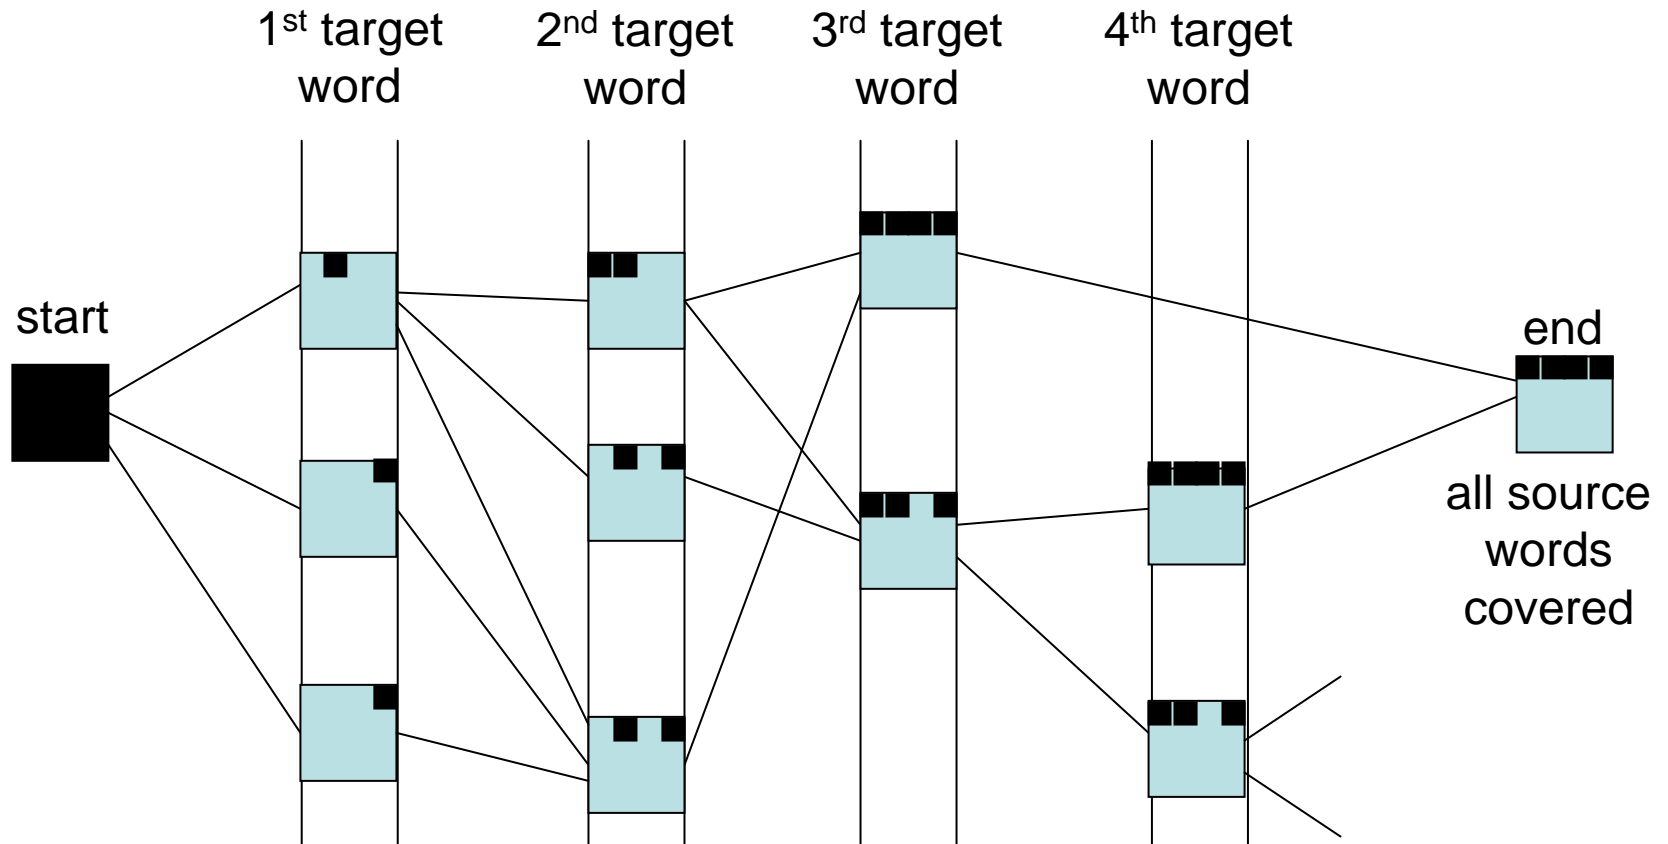 1st target
word
2nd target
word
3rd target
word
4th target
word
start
end
all source
words
covered